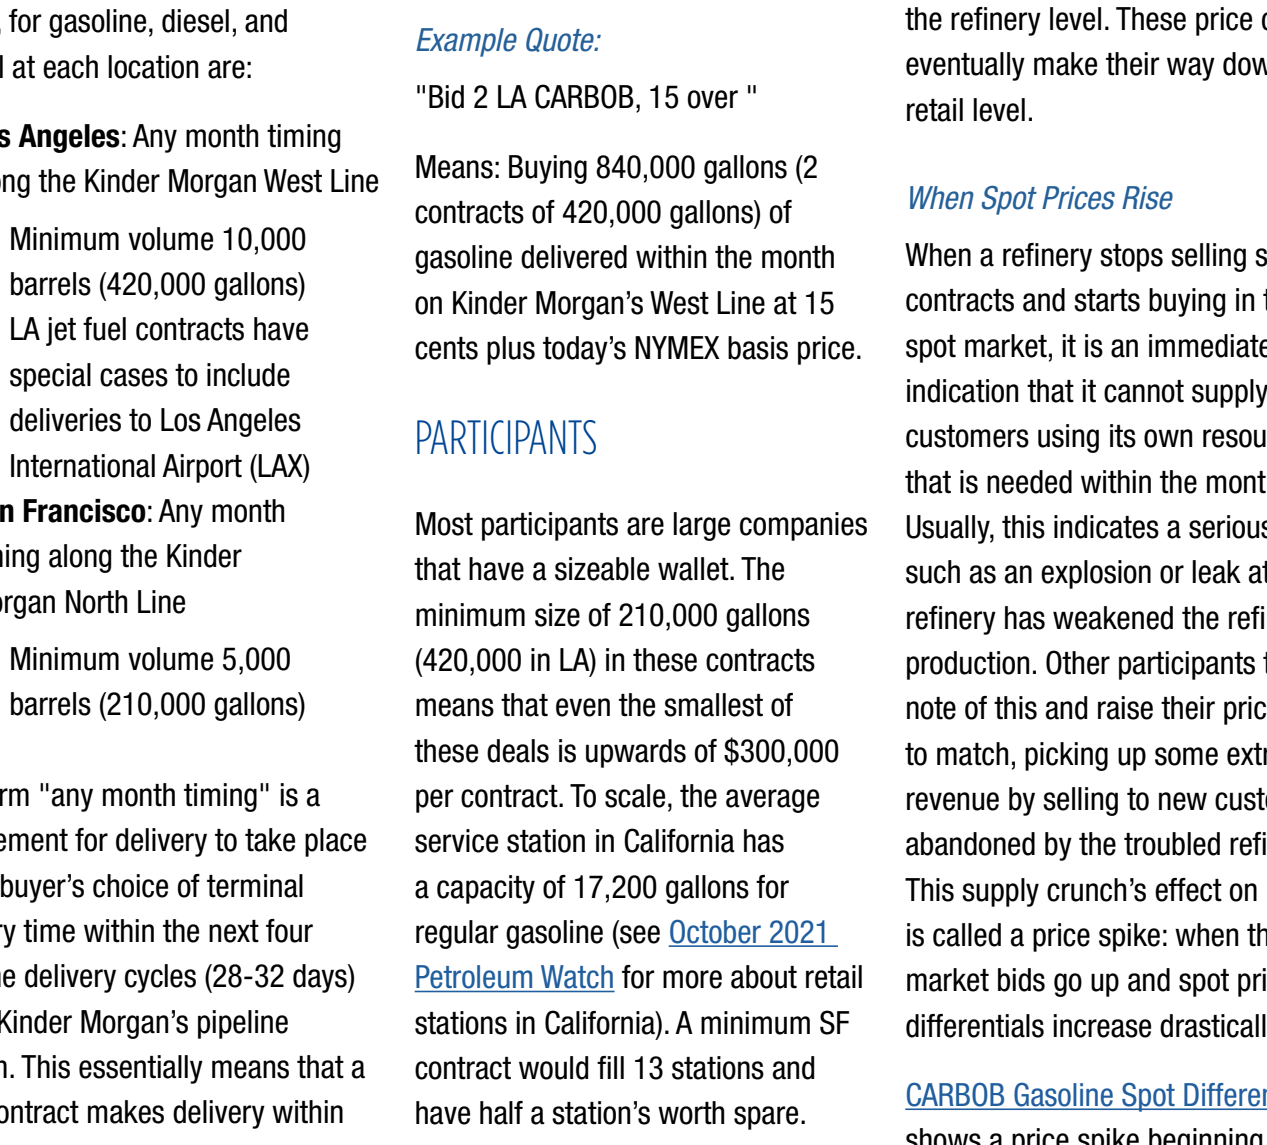 , for gasoline, diesel, and
at each location are:
s Angeles: Any month timing
ong the Kinder Morgan West Line
Minimum volume 10,000
barrels (420,000 gallons)
LA jet fuel contracts have
special cases to include
deliveries to Los Angeles
International Airport (LAX)
n Francisco: Any month
ing along the Kinder
organ North Line
Minimum volume 5,000
barrels (210,000 gallons)
rm "any month timing" is a
ement for delivery to take place
buyer’s choice of terminal
ry time within the next four
e delivery cycles (28-32 days)
Kinder Morgan’s pipeline
. This essentially means that a
ontract makes delivery within
Example Quote:
"Bid 2 LA CARBOB, 15 over "
Means: Buying 840,000 gallons (2
contracts of 420,000 gallons) of
gasoline delivered within the month
on Kinder Morgan’s West Line at 15
cents plus today’s NYMEX basis price.
PARTICIPANTS
Most participants are large companies
that have a sizeable wallet. The
minimum size of 210,000 gallons
(420,000 in LA) in these contracts
means that even the smallest of
these deals is upwards of $300,000
per contract. To scale, the average
service station in California has
a capacity of 17,200 gallons for
regular gasoline (see October 2021
Petroleum Watch for more about retail
stations in California). A minimum SF
contract would fill 13 stations and
have half a station’s worth spare.
the refinery level. These price
eventually make their way dow
retail level.
When Spot Prices Rise
When a refinery stops selling s
contracts and starts buying in t
spot market, it is an immediate
indication that it cannot supply
customers using its own resou
that is needed within the mont
Usually, this indicates a serious
such as an explosion or leak at
refinery has weakened the refi
production. Other participants t
note of this and raise their pric
to match, picking up some extr
revenue by selling to new custo
abandoned by the troubled refi
This supply crunch’s effect on
is called a price spike: when th
market bids go up and spot pri
differentials increase drasticall
CARBOB Gasoline Spot Differen
shows a price spike beginning